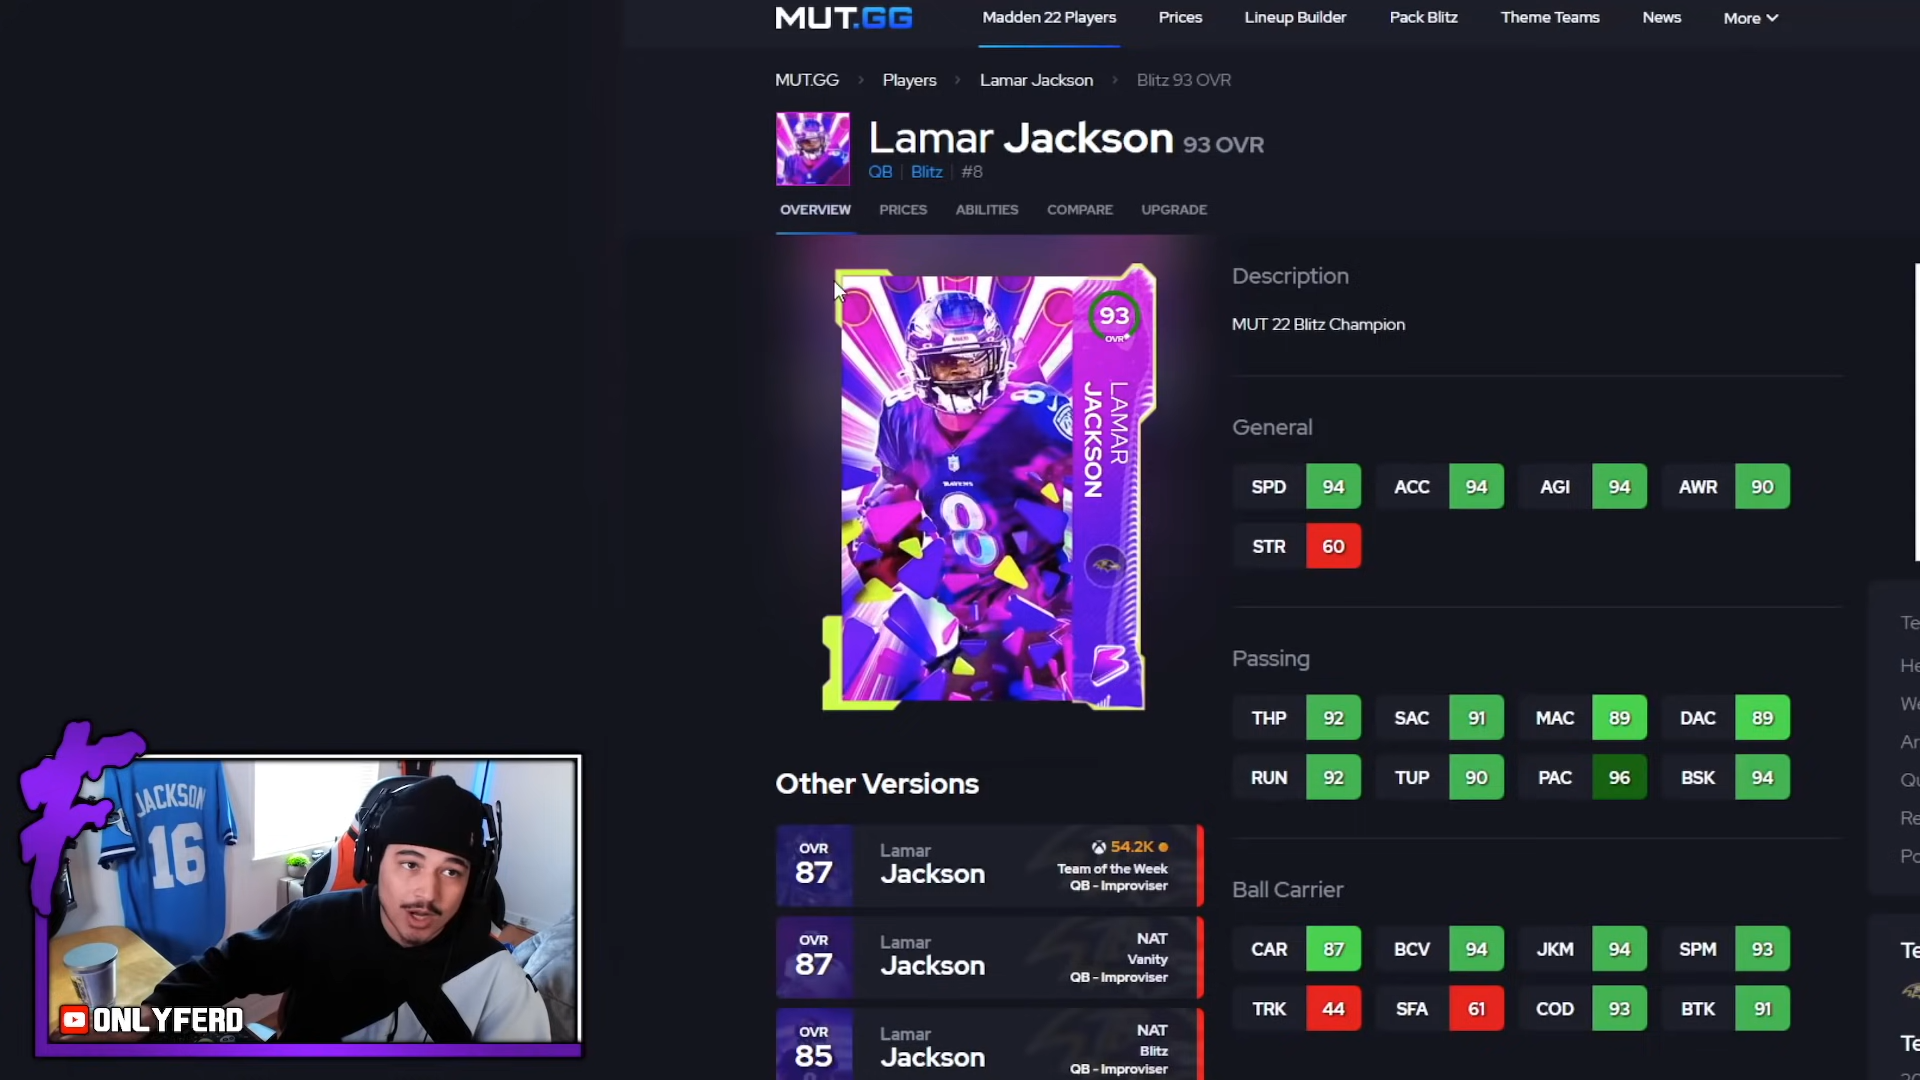 MUT.GG
Madden 22 Players
Prices
Lineup Builder
Pack Blitz
Theme Teams
News
More
MUT.GG > Players > Lamar Jackson > Blitz 93 OVR
Lamar Jackson 93 OVR
QB | Blitz | #8
OVERVIEW
PRICES
ABILITIES
COMPARE
UPGRADE
93
OVR
LAMAR
JACKSON
RAVENS
8
Description
MUT 22 Blitz Champion
General
SPD 94 ACC 94 AGI 94 AWR 90
STR 60
Passing
THP 92 SAC 91 MAC 89 DAC 89
RUN 92 TUP 90 PAC 96 BSK 94
Ball Carrier
CAR 87 BCV 94 JKM 94 SPM 93
TRK 44 SFA 61 COD 93 BTK 91
Other Versions
OVR
87
Lamar
Jackson
54.2K
Team of the Week
QB - Improviser
OVR
87
Lamar
Jackson
NAT
Vanity
QB - Improviser
OVR
85
Lamar
Jackson
NAT
Blitz
QB - Improviser
JACKSON
16
ONLYFERD